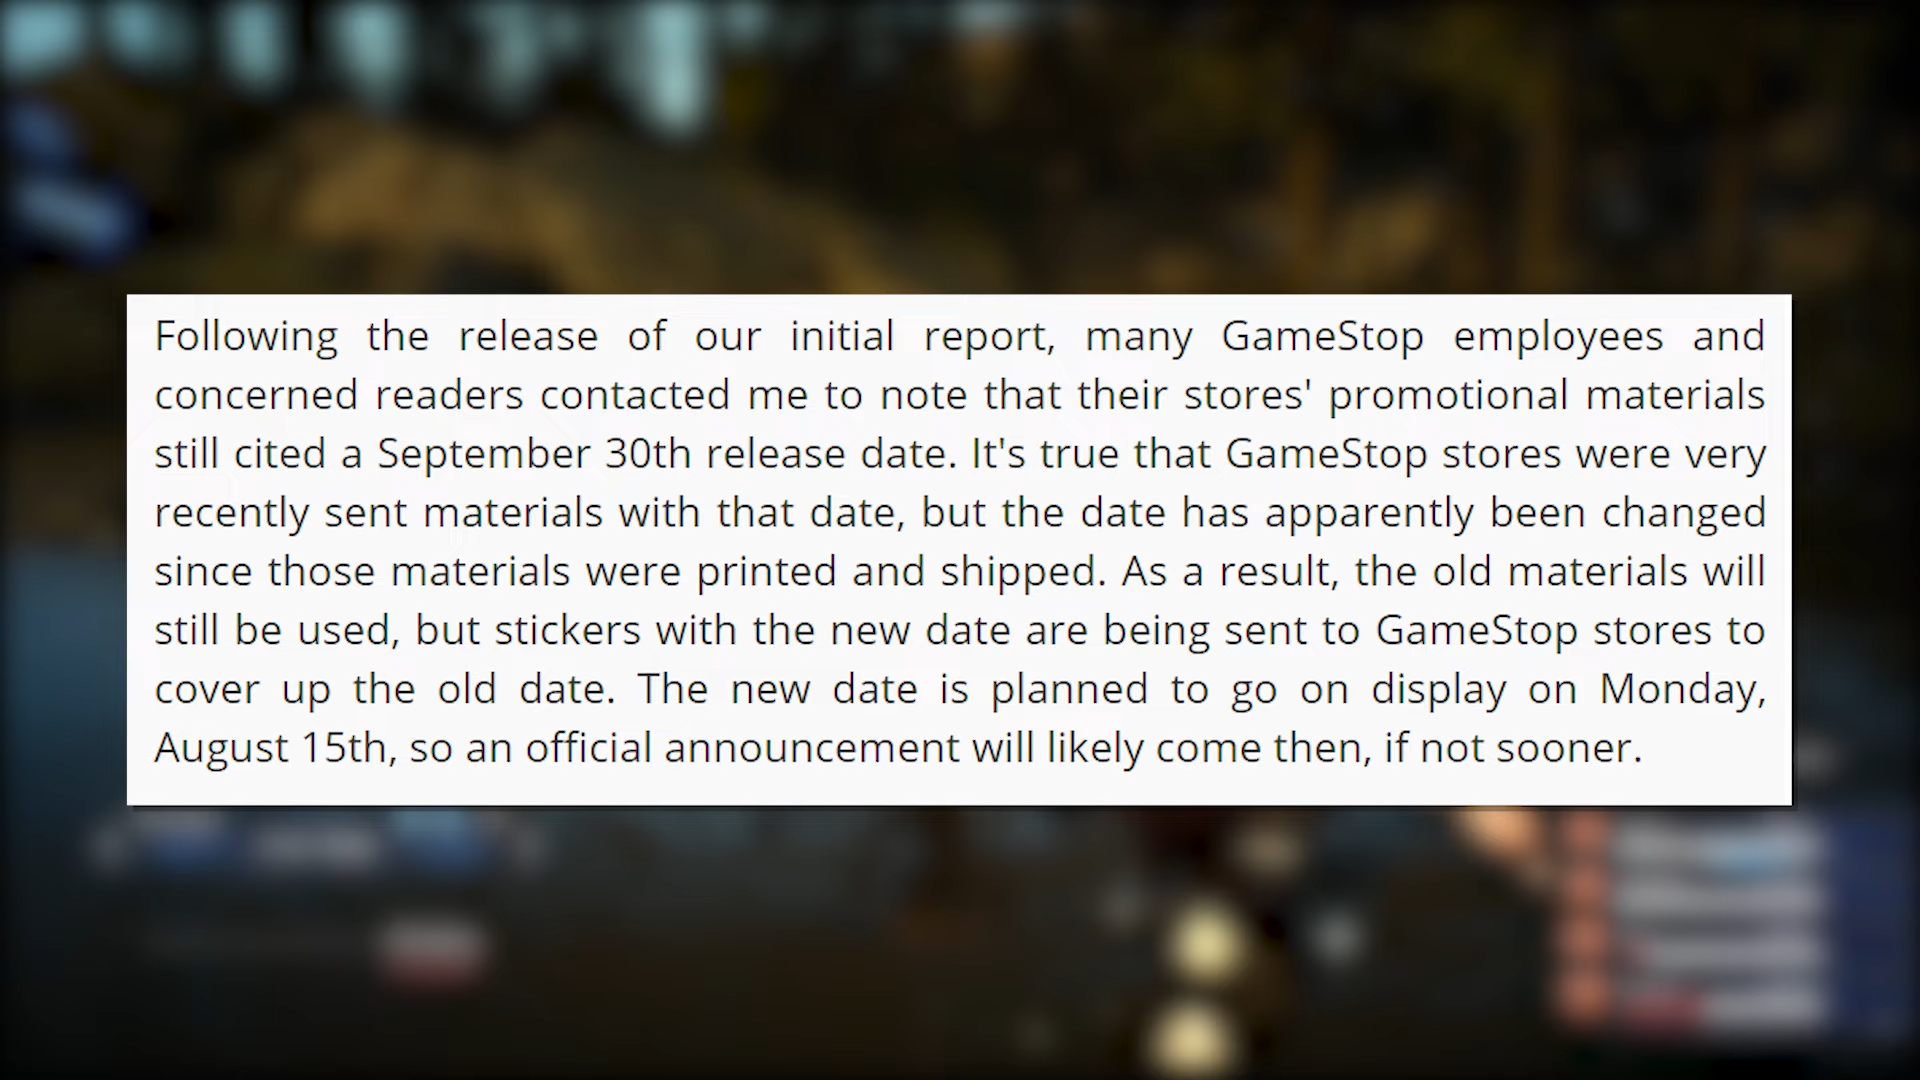 Following the release of our initial report, many GameStop employees and
concerned readers contacted me to note that their stores' promotional materials
still cited a September 30th release date. It's true that GameStop stores were very
recently sent materials with that date, but the date has apparently been changed
since those materials were printed and shipped. As a result, the old materials will
still be used, but stickers with the new date are being sent to GameStop stores to
cover up the old date. The new date is planned to go on display on Monday,
August 15th, so an official announcement will likely come then, if not sooner.